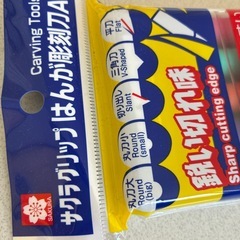 Carving Tools
サクラグリップはんが彫刻刀A
SAKURA
平刀
Flat
三角刀
V-Shaped
切り出し
Slant
丸刀小
Round
(small)
丸刀大
Round
(big)
鋭い切れ味
Sharp cutting edge